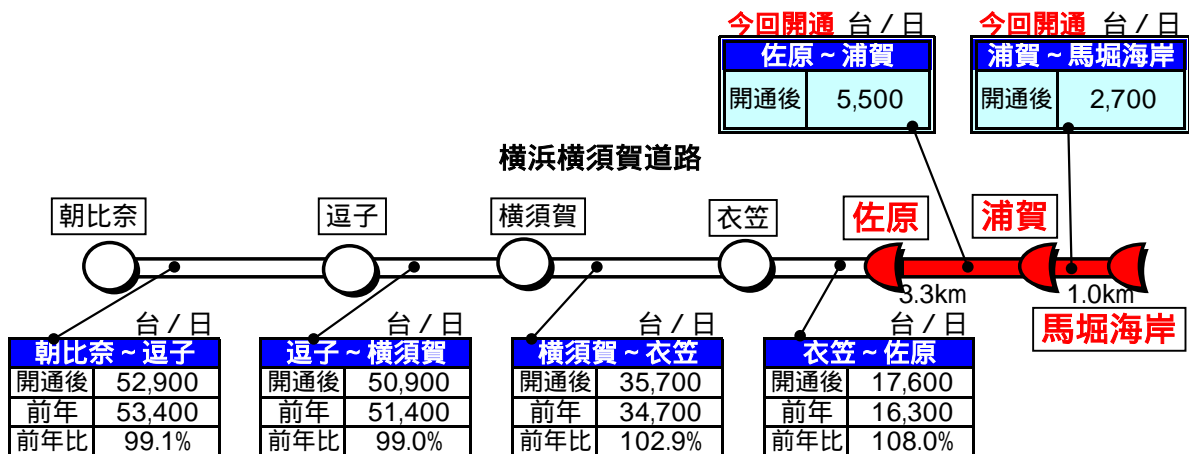 今回開通 台 / 日
佐原 ~ 浦賀
開通後 5,500
今回開通 台 / 日
浦賀 ~ 馬堀海岸
開通後 2,700
横浜横須賀道路
朝比奈
逗子
横須賀
衣笠
佐原
浦賀
3.3km
1.0km
馬堀海岸
台 / 日
朝比奈 ~ 逗子
開通後 52,900
前年 53,400
前年比 99.1%
台 / 日
逗子 ~ 横須賀
開通後 50,900
前年 51,400
前年比 99.0%
台 / 日
横須賀 ~ 衣笠
開通後 35,700
前年 34,700
前年比 102.9%
台 / 日
衣笠 ~ 佐原
開通後 17,600
前年 16,300
前年比 108.0%